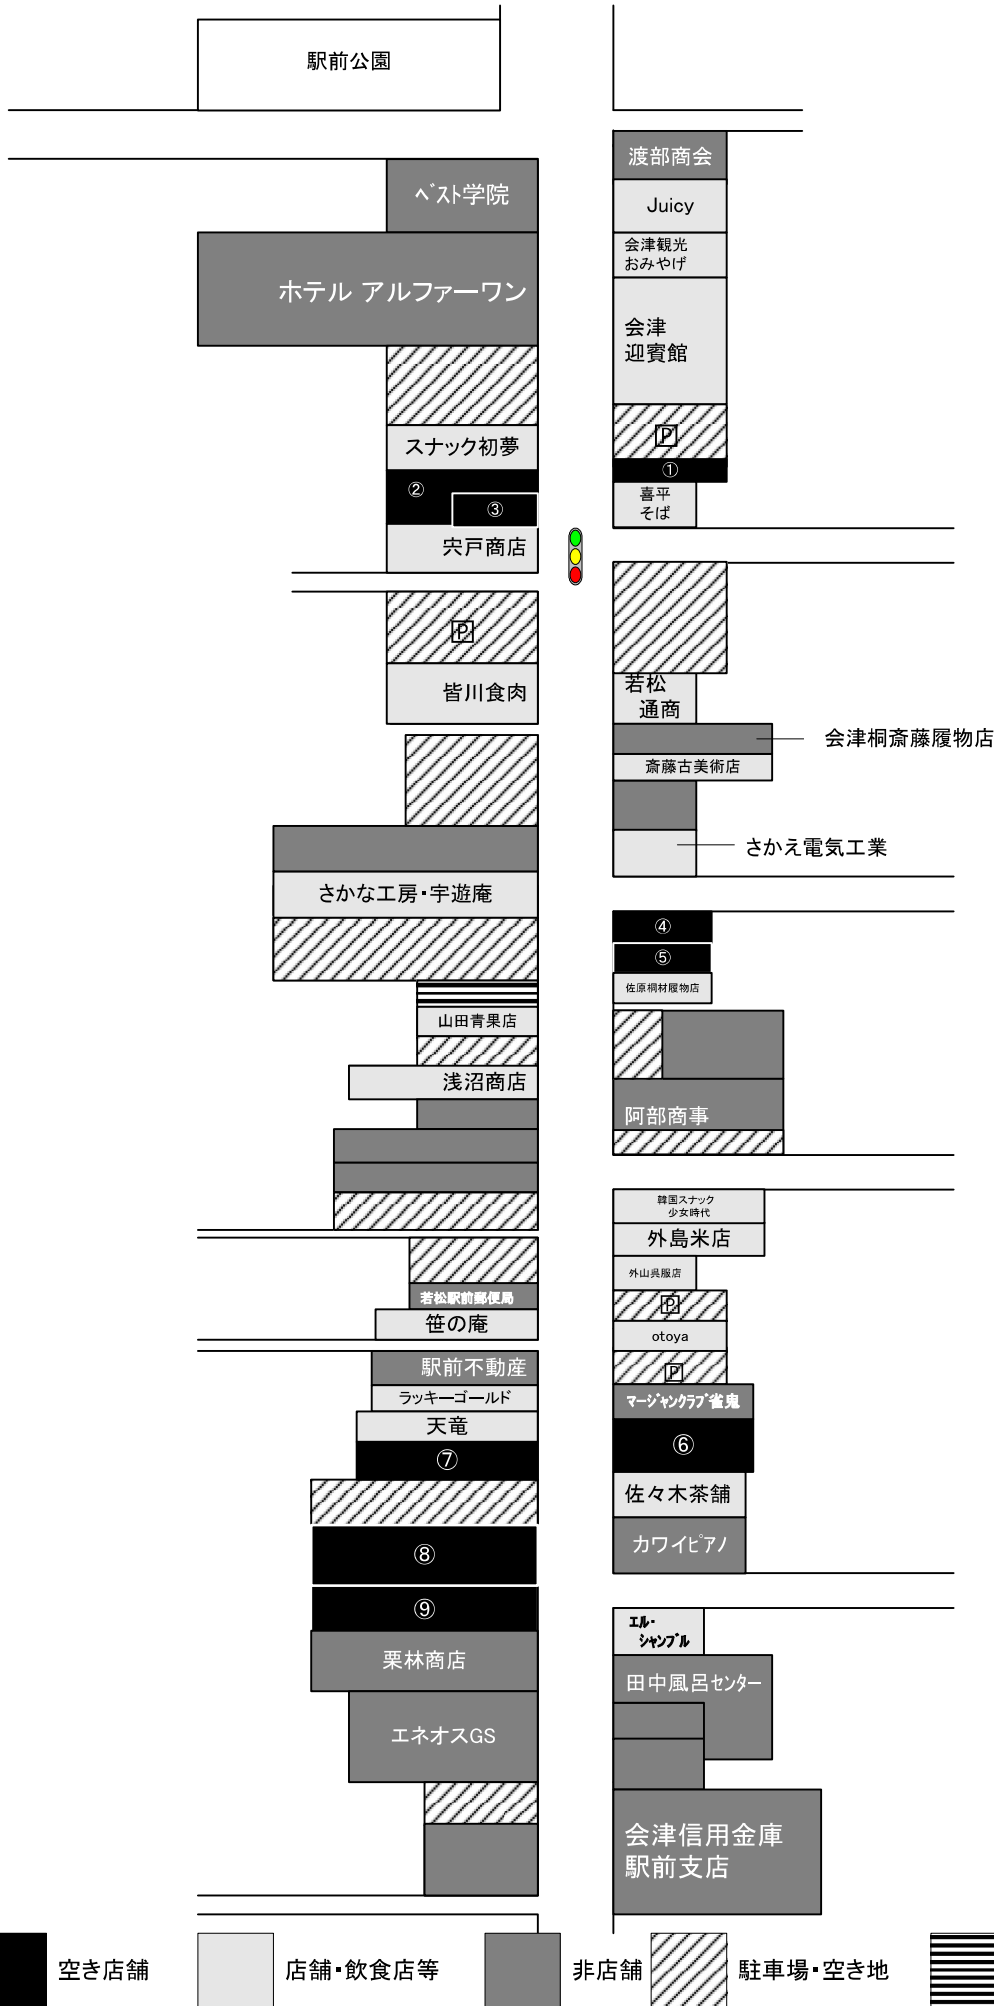 駅前公園
渡部商会
ベスト学院
Juicy
会津観光
おみやげ
ホテル アルファーワン
会津
迎賓館
P
スナック初夢
①
②
③
喜平
そば
宍戸商店
P
皆川食肉
若松
通商
会津桐斎藤履物店
斎藤古美術店
さかえ電気工業
さかな工房・宇遊庵
④
⑤
佐原桐材履物店
山田青果店
浅沼商店
阿部商事
韓国スナック
少女時代
外島米店
外山呉服店
若松駅前郵便局
P
笹の庵
otoya
駅前不動産
P
ラッキーゴールド
マージャンクラブ雀鬼
天竜
⑥
⑦
佐々木茶舗
カワイピアノ
⑧
⑨
エル・
シャンブル
栗林商店
田中風呂センター
エネオスGS
会津信用金庫
駅前支店
空き店舗
店舗・飲食店等
非店舗
駐車場・空き地